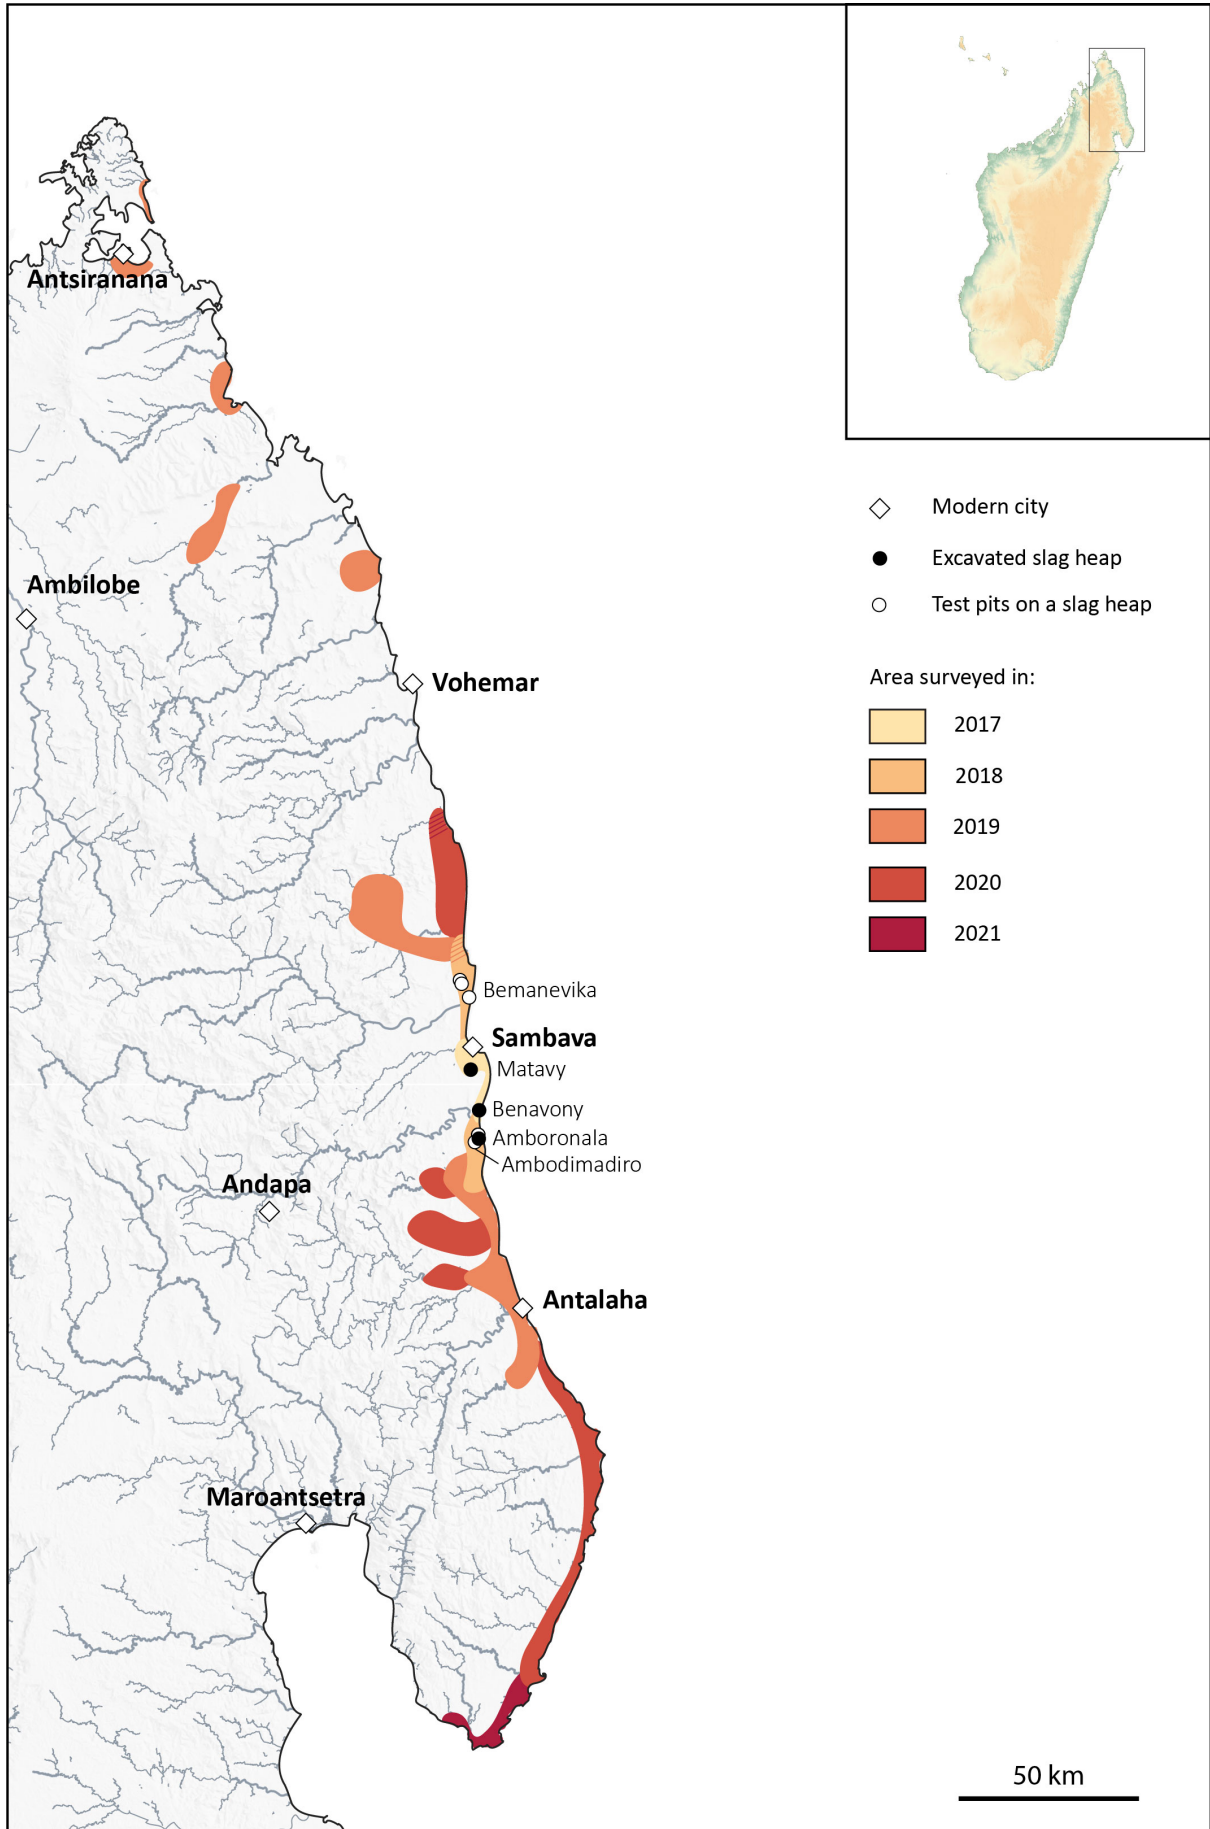 Antsiranana
Ambilobe
Vohemar
Bemanevika
Sambava
Matavy
Benavony
Amboronala
Ambodimadiro
Andapa
Antalaha
Maroantsetra
Modern city
Excavated slag heap
Test pits on a slag heap
Area surveyed in:
2017
2018
2019
2020
2021
50 km